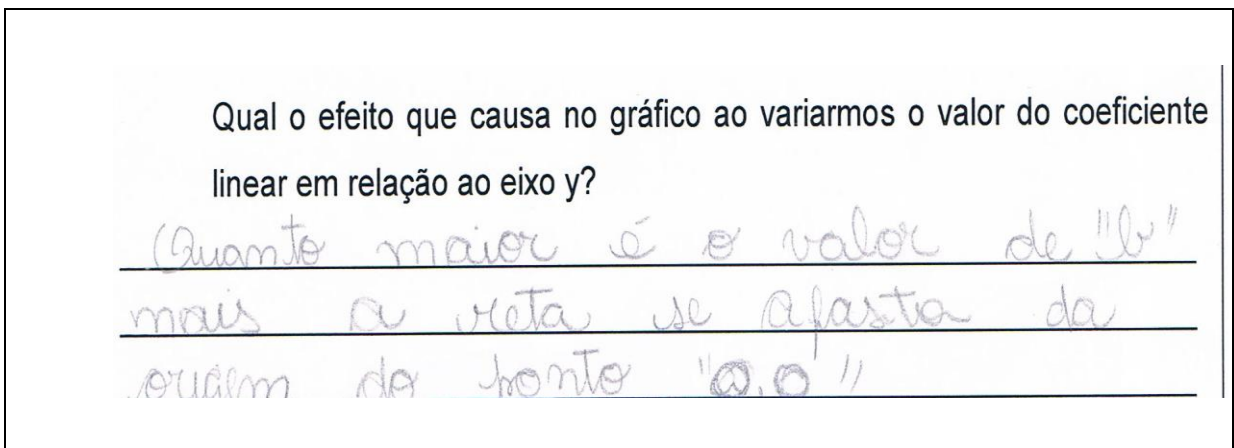 Qual o efeito que causa no gráfico ao variarmos o valor do coeficiente
linear em relação ao eixo y?
Quanto maior é o valor de "b"
mais a reta se afasta da
origem do ponto "0,0"